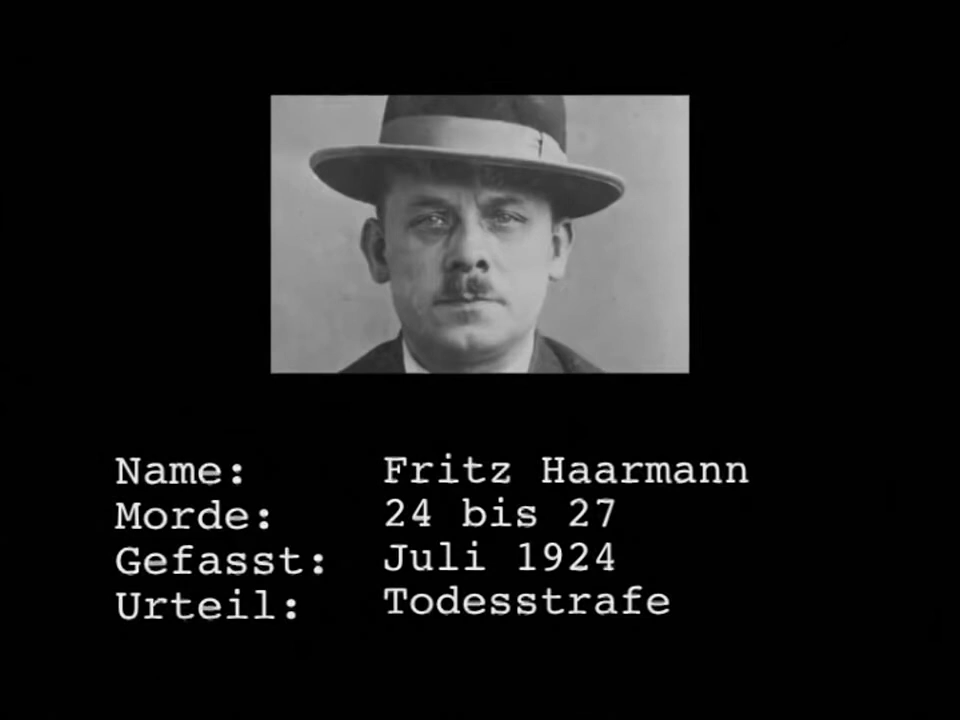 Name: Fritz Haarmann
Morde: 24 bis 27
Gefasst: Juli 1924
Urteil: Todesstrafe